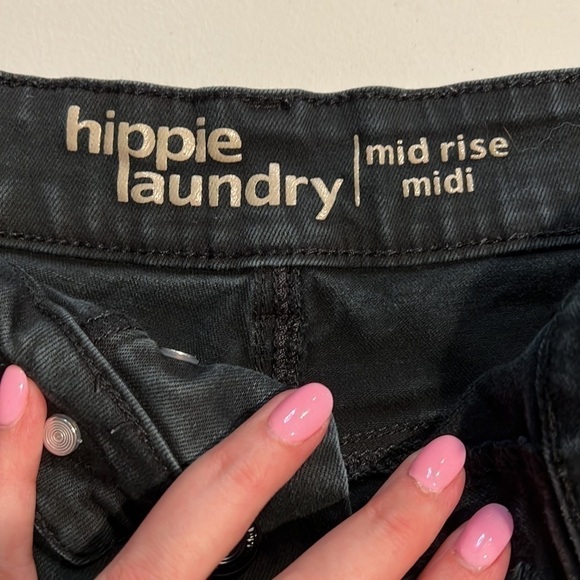 hippie
laundry
mid rise
midi